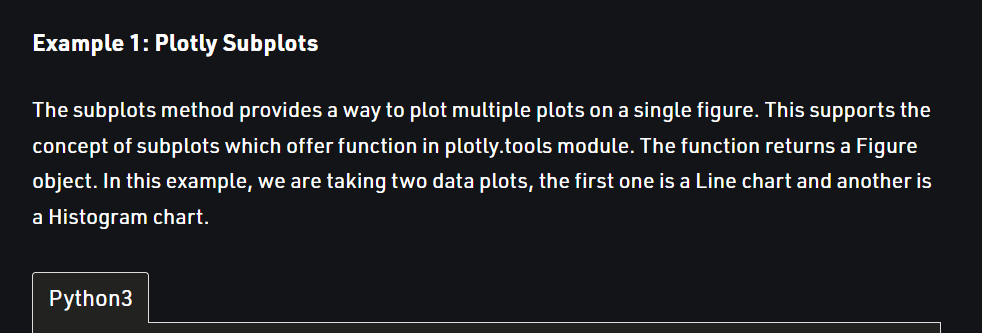 Example 1: Plotly Subplots
The subplots method provides a way to plot multiple plots on a single figure. This supports the
concept of subplots which offer function in plotly.tools module. The function returns a Figure
object. In this example, we are taking two data plots, the first one is a Line chart and another is
a Histogram chart.
Python3